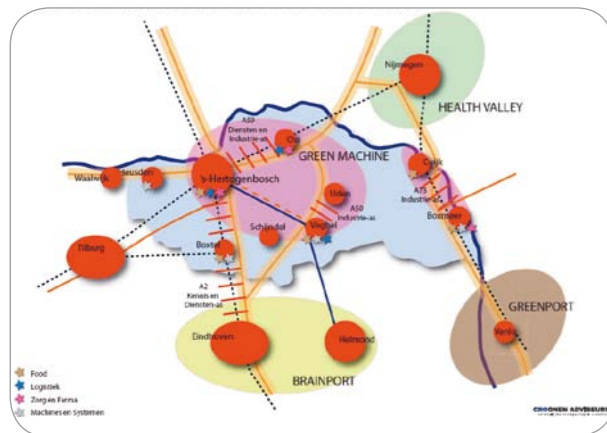 Nijmegen
HEALTH VALLEY
A59
Diensten en
Industrie-as
Oss
GREEN MACHINE
Cuijk
Waalwijk
Heusden
's-Hertogenbosch
Uden
A73
Industrie-as
A50
Industrie-as
Boxmeer
Schijndel
Veghel
Tilburg
Boxtel
A2
Kennis en
Diensten-as
GREENPORT
Eindhoven
Helmond
Venlo
BRAINPORT
Food
Logistiek
Zorg en Farma
Machines en Systemen
CROONEN ADVISEURS